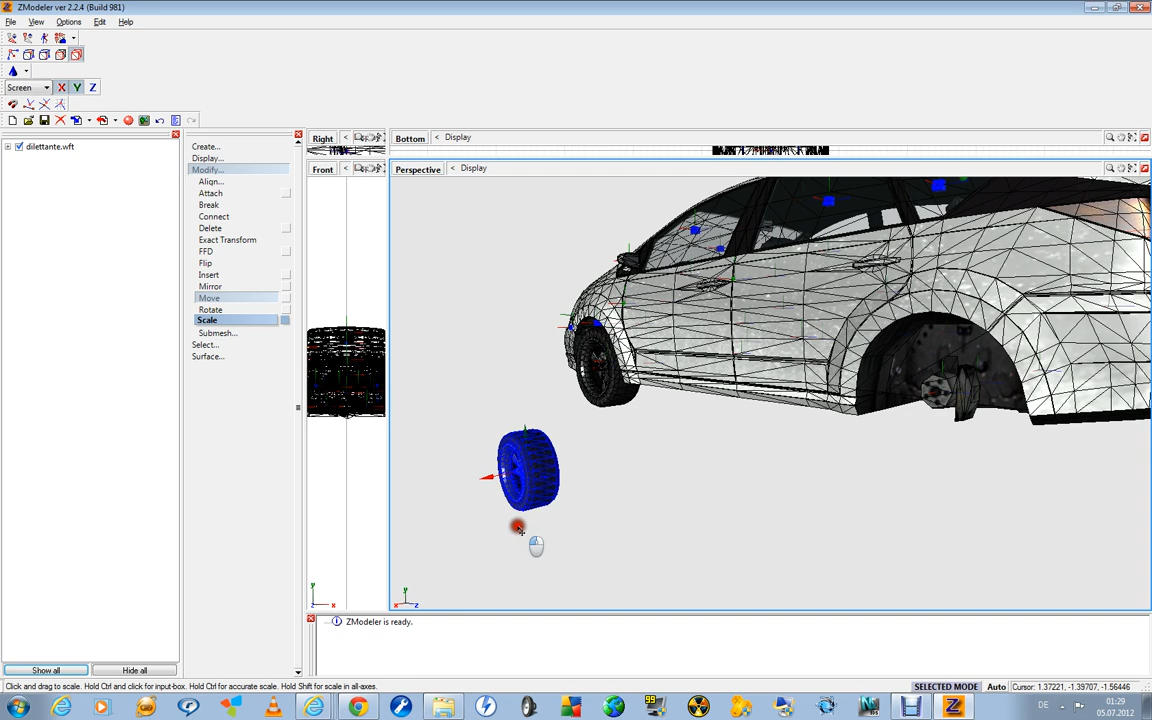 ZModeler ver 2.2.4 (Build 981)
File View Options Edit Help
Screen X Y Z
dilettante.wft
Create...
Display...
Modify...
Align...
Attach
Break
Connect
Delete
Exact Transform
FFD
Flip
Insert
Mirror
Move
Rotate
Scale
Submesh...
Select...
Surface...
Right <
Bottom < Display
Front <
Perspective < Display
y
z x
y
x z
ZModeler is ready.
Show all Hide all
Click and drag to scale. Hold Ctrl and click for input-box. Hold Ctrl for accurate scale. Hold Shift for scale in all-axes.
SELECTED MODE Auto Cursor: 1.37221, -1.39707, -1.56446
99
DE
01:29
05.07.2012